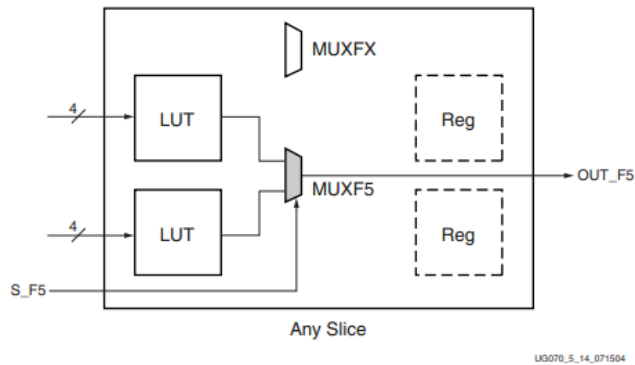 MUXFX
4
LUT
Reg
MUXF5
OUT_F5
4
LUT
Reg
S_F5
Any Slice
UG070_5_14_071504